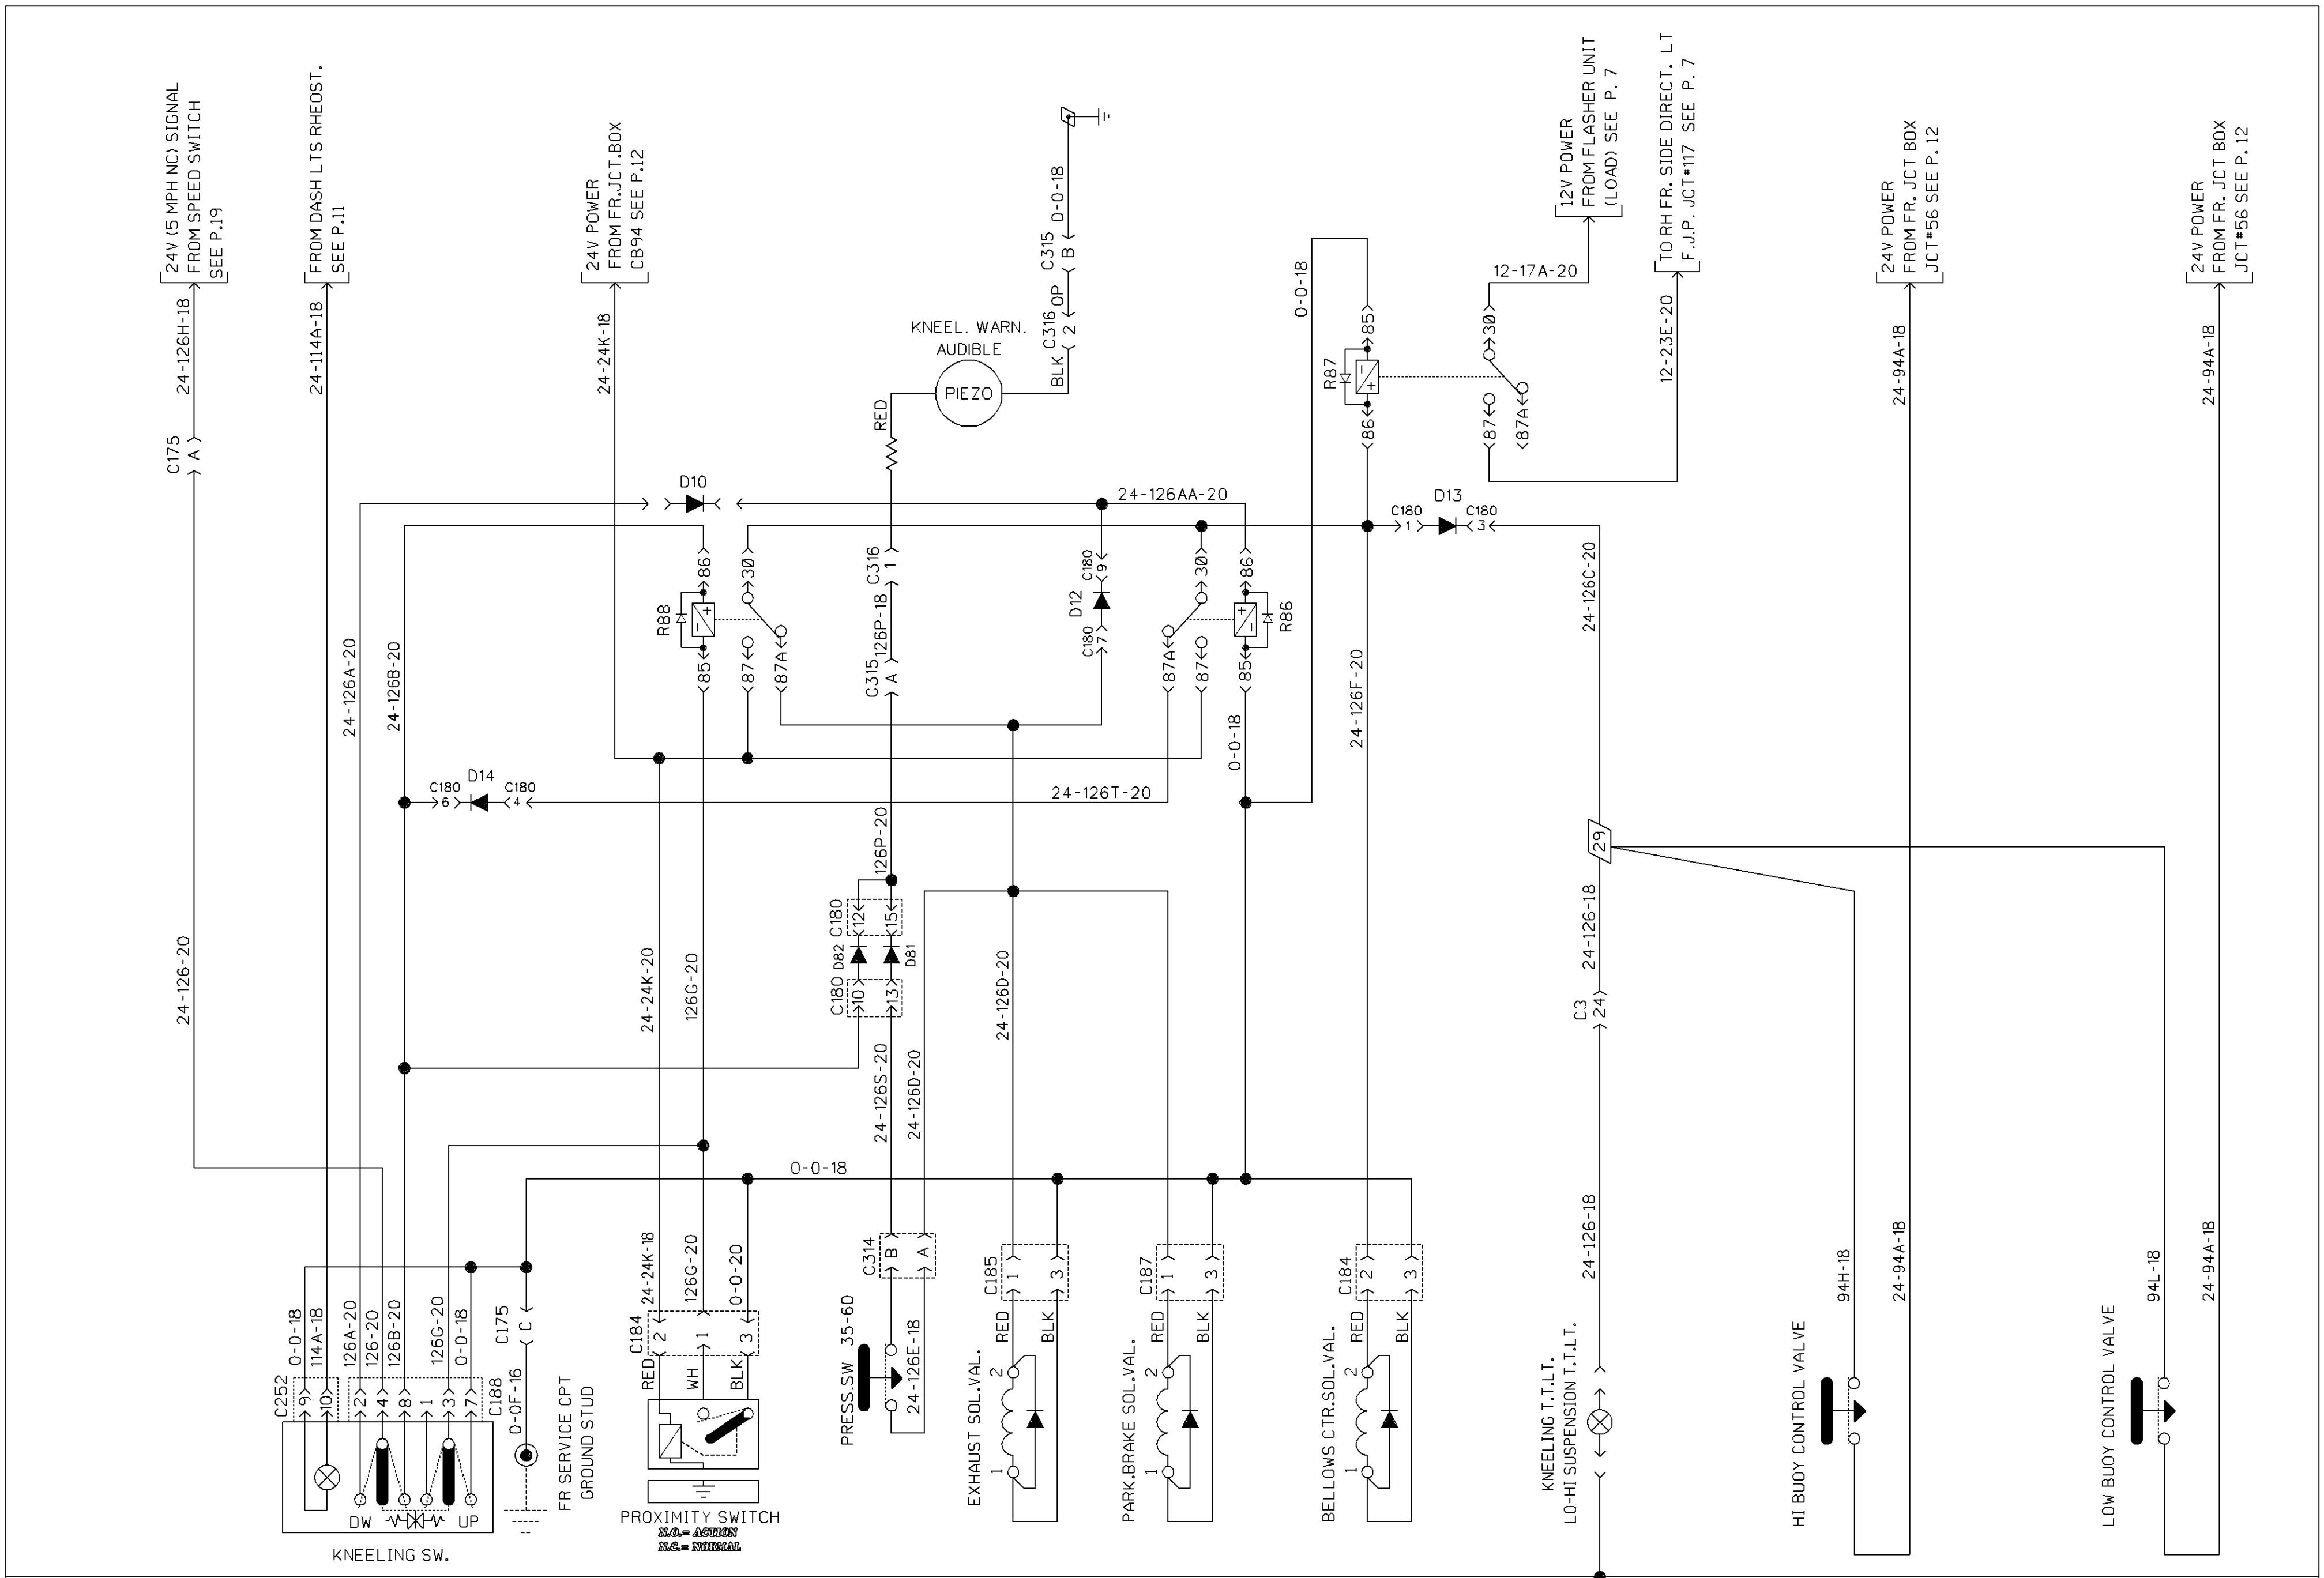 24V (5 MPH NC) SIGNAL
FROM SPEED SWITCH
SEE P.19
24-126H-18
C175
A
24-126-20
FROM DASH LTS RHEOST.
SEE P.11
24-114A-18
24V POWER
FROM FR.JCT.BOX
CB94 SEE P.12
24-24K-18
KNEEL. WARN.
AUDIBLE
PIEZO
RED
BLK
C316 OP
2
C315
B
0-0-18
0-0-18
12V POWER
FROM FLASHER UNIT
(LOAD) SEE P. 7
12-17A-20
TO RH FR. SIDE DIRECT. LT
F.J.P. JCT#117 SEE P. 7
12-23E-20
24V POWER
FROM FR. JCT BOX
JCT#56 SEE P. 12
24-94A-18
24V POWER
FROM FR. JCT BOX
JCT#56 SEE P. 12
24-94A-18
R87
85
86
30
87
87A
D10
24-126AA-20
D13
C180
1
C180
3
24-126C-20
24-126A-20
24-126B-20
R88
86
85
30
87
87A
C316
1
126P-18
C315
A
D12
C180
9
C180
7
30
87A
87
86
85
R86
0-0-18
24-126F-20
D14
C180
6
C180
4
24-126T-20
126P-20
29
C180
12
15
D82
D81
C180
10
13
24-24K-20
126G-20
24-126D-20
24-126-18
C3
24
24-126S-20
24-126D-20
0-0-18
24-126-18
C252
9
10
0-0-18
114A-18
126A-20
126-20
126B-20
126G-20
0-0-18
2
4
8
1
3
7
C188
C175
C
0-0F-16
FR SERVICE CPT
GROUND STUD
DW
UP
KNEELING SW.
24-24K-18
126G-20
0-0-20
C184
2
1
3
RED
WH
BLK
PROXIMITY SWITCH
N.O.= ACTION
N.C.= NORMAL
C314
B
A
PRESS.SW 35-60
24-126E-18
C185
1
3
RED
BLK
EXHAUST SOL.VAL.
2
1
C187
1
3
RED
BLK
PARK.BRAKE SOL.VAL.
2
1
C184
2
3
RED
BLK
BELLOWS CTR.SOL.VAL.
2
1
KNEELING T.T.LT.
LO-HI SUSPENSION T.T.LT.
94H-18
24-94A-18
HI BUOY CONTROL VALVE
94L-18
24-94A-18
LOW BUOY CONTROL VALVE